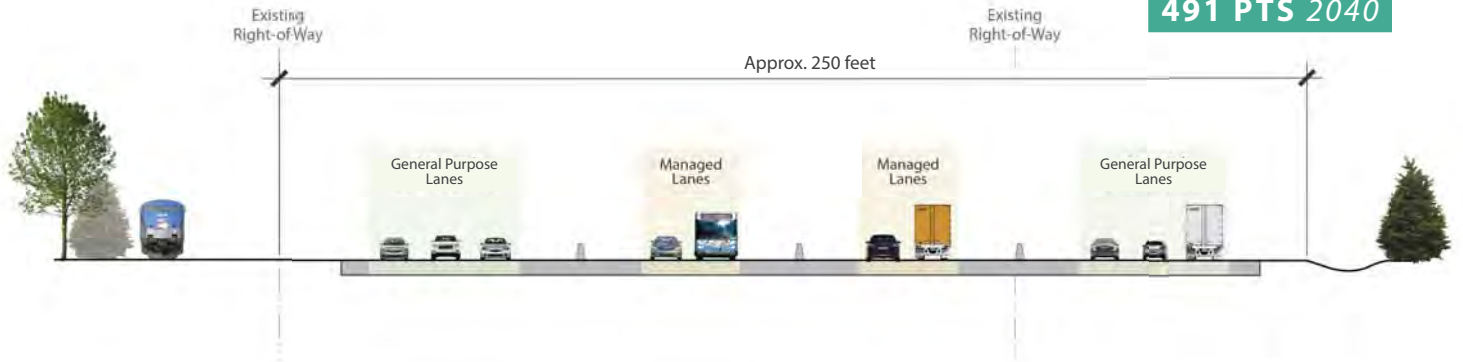 Existing
Right-of-Way
Existing
Right-of-Way
491 PTS 2040
Approx. 250 feet
General Purpose
Lanes
Managed
Lanes
Managed
Lanes
General Purpose
Lanes